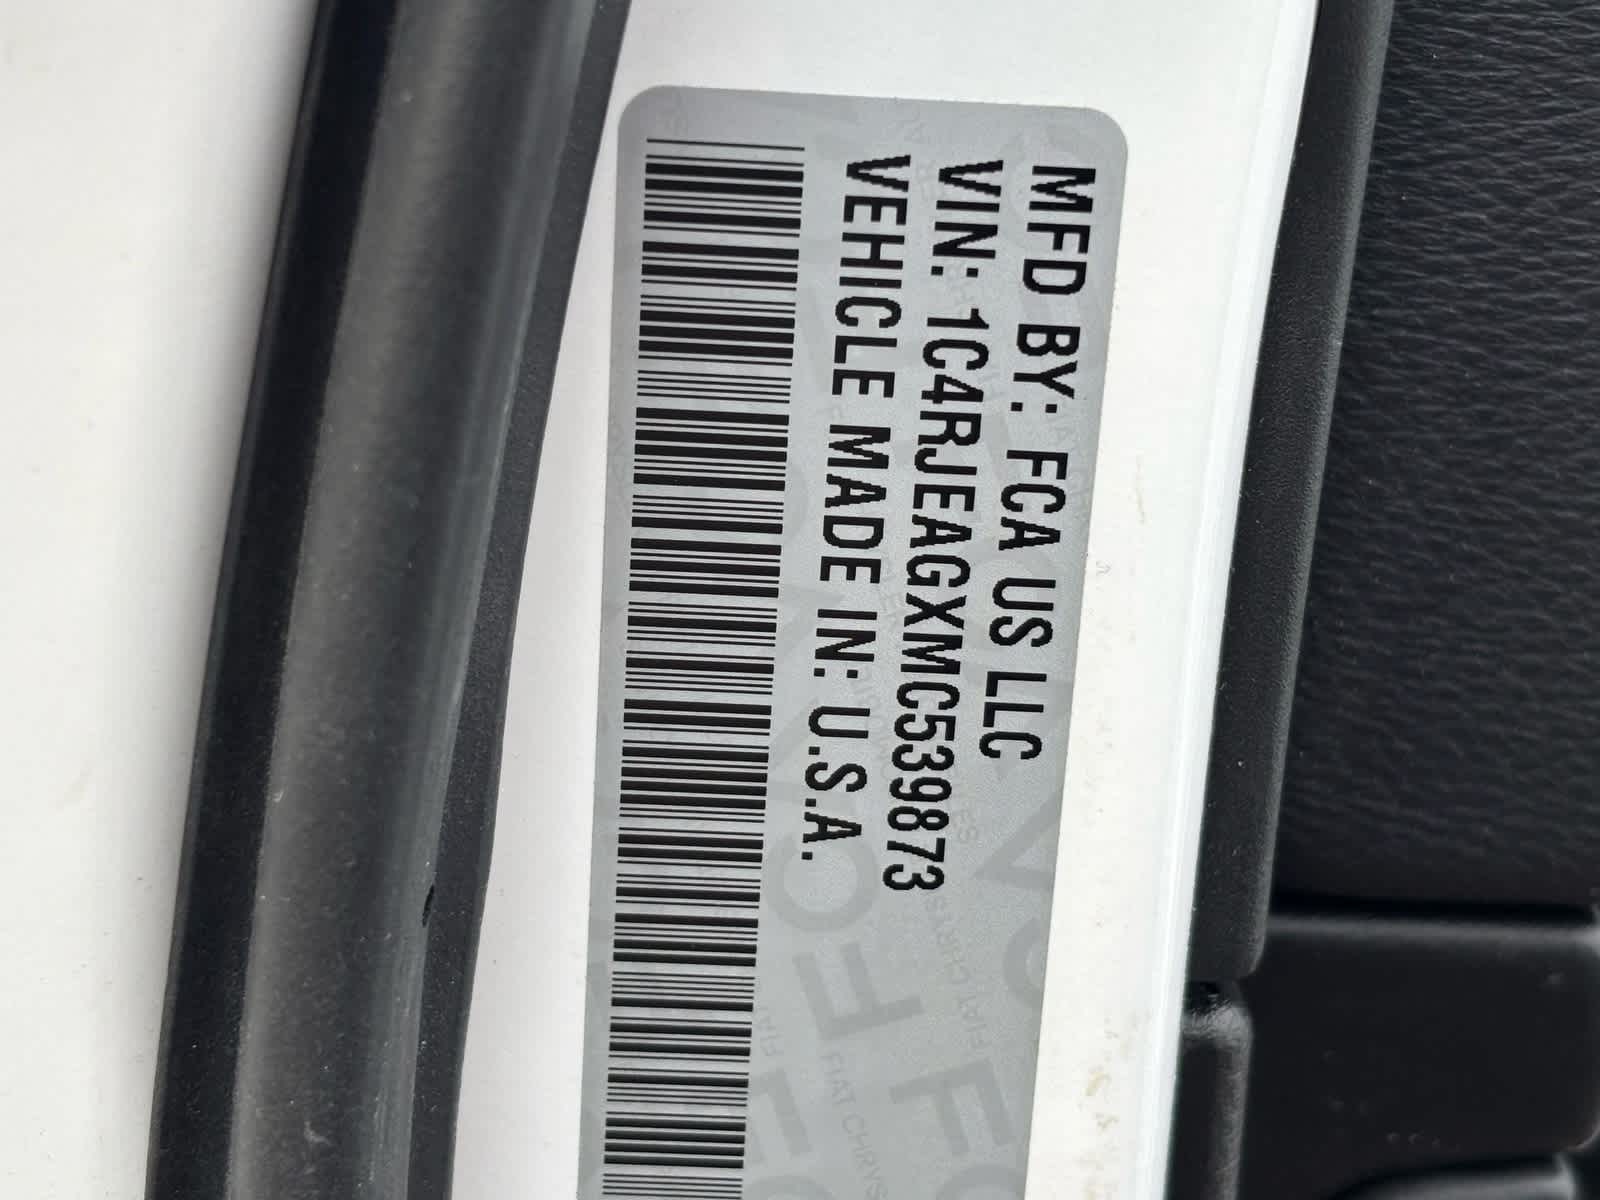 MFD BY: FCA US LLC
VIN: 1C4RJEAGXMC539873
VEHICLE MADE IN: U.S.A.